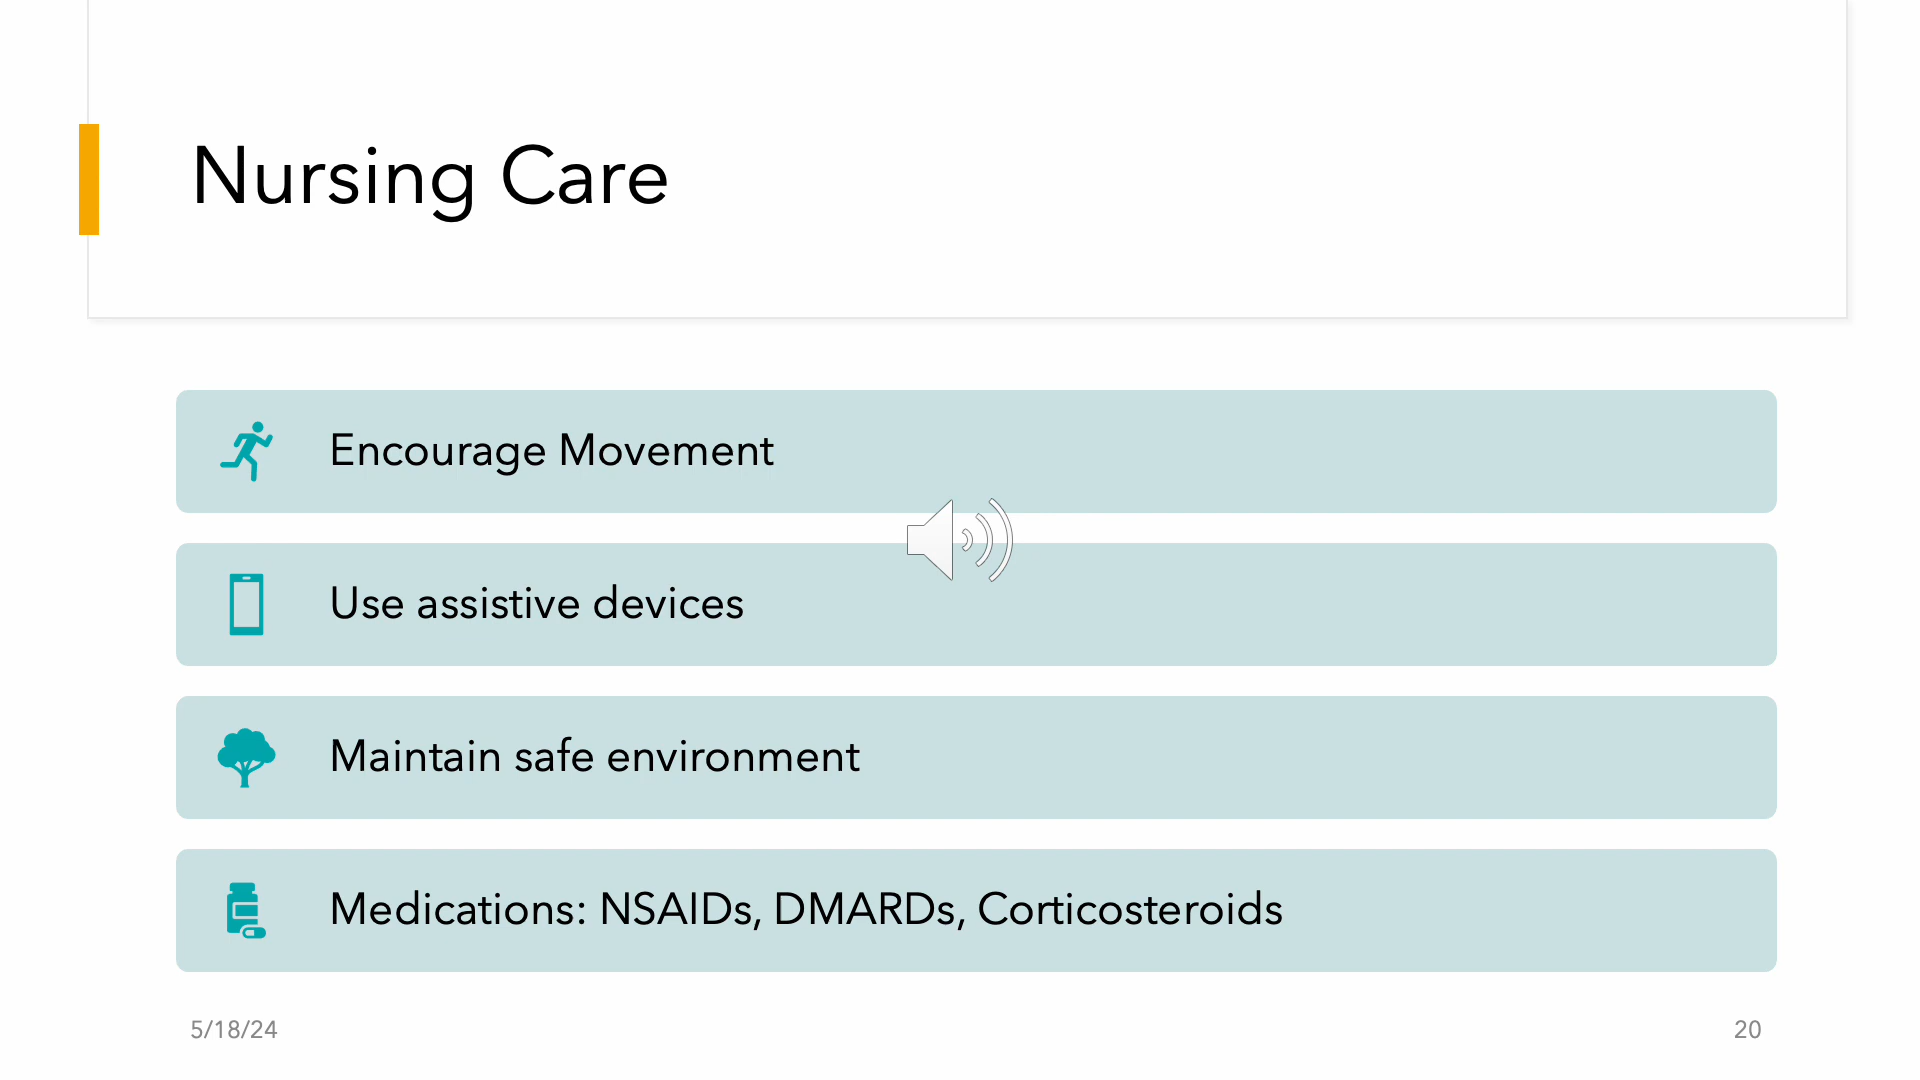 Nursing Care
Encourage Movement
Use assistive devices
Maintain safe environment
Medications: NSAIDs, DMARDs, Corticosteroids
5/18/24
20